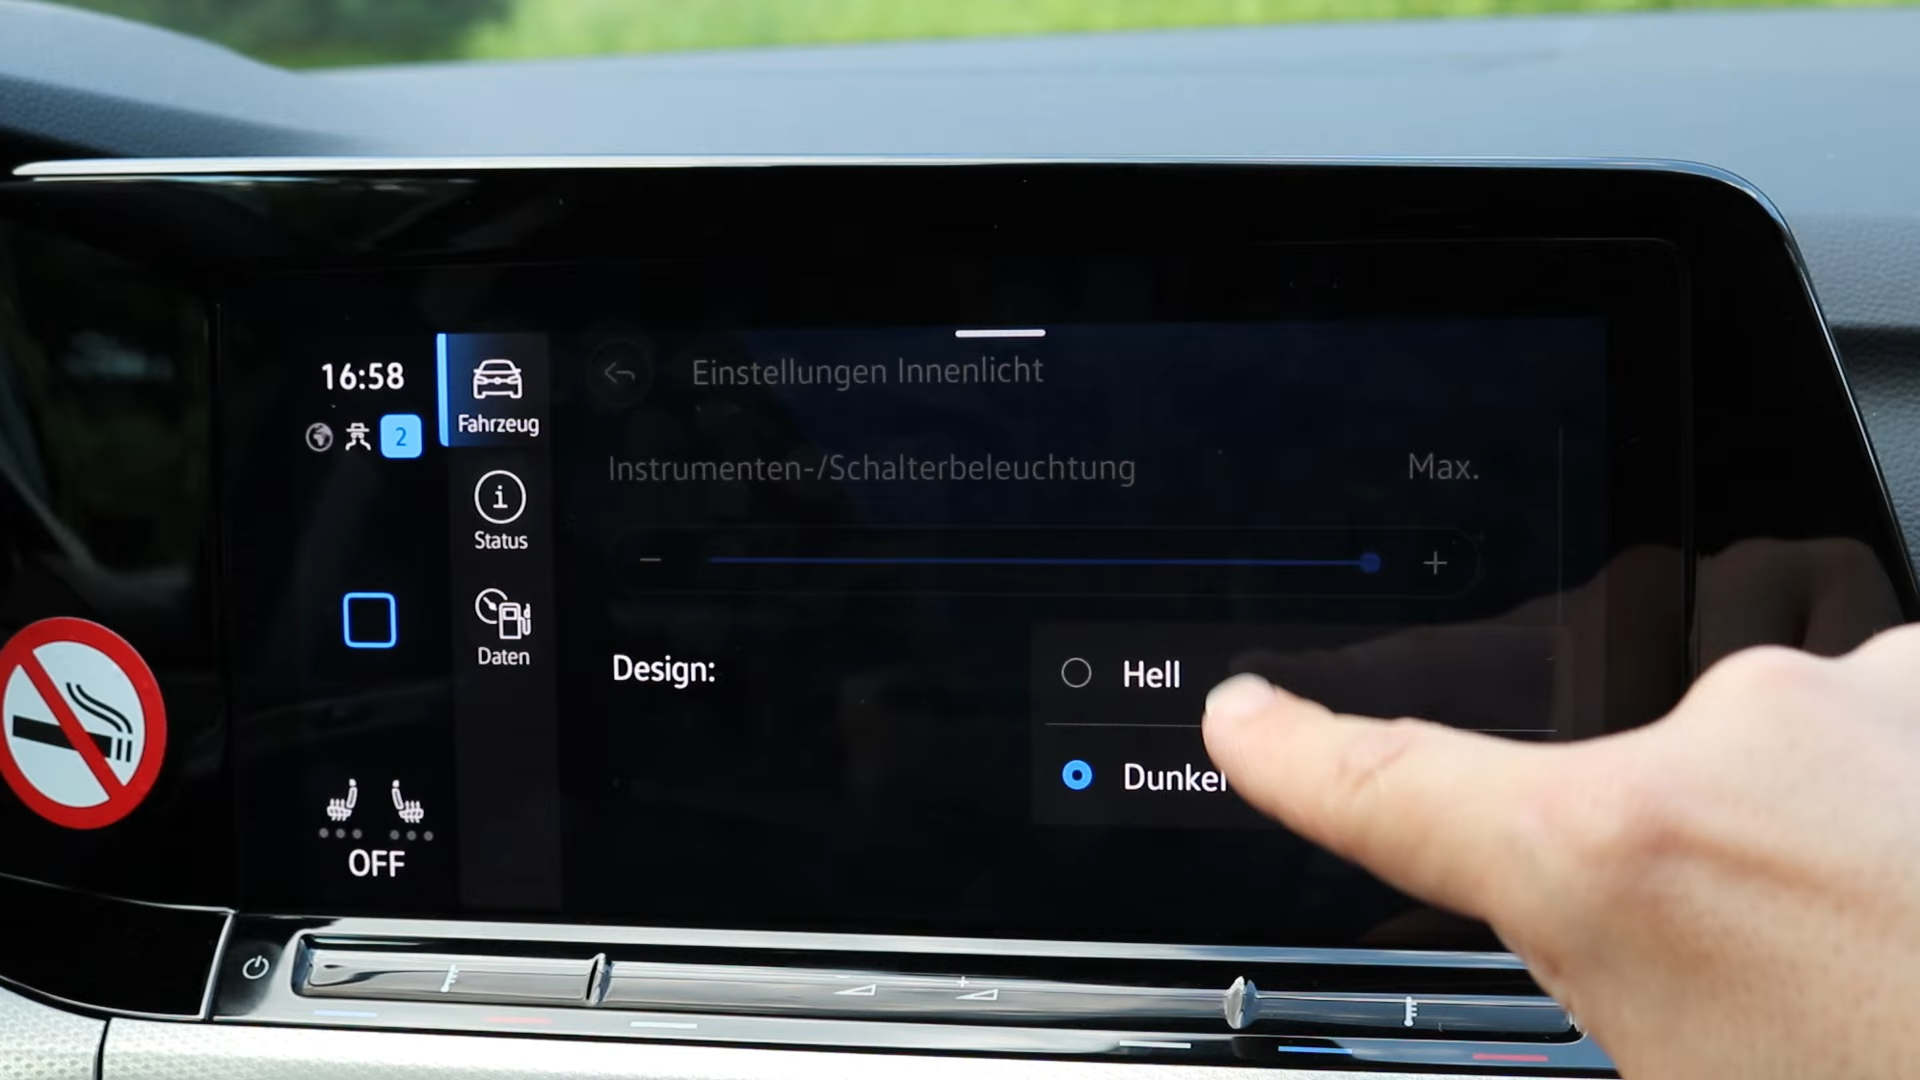 16:58
2
Fahrzeug
Status
Daten
OFF
Einstellungen Innenlicht
Instrumenten-/Schalterbeleuchtung Max.
Design:
Hell
Dunkel